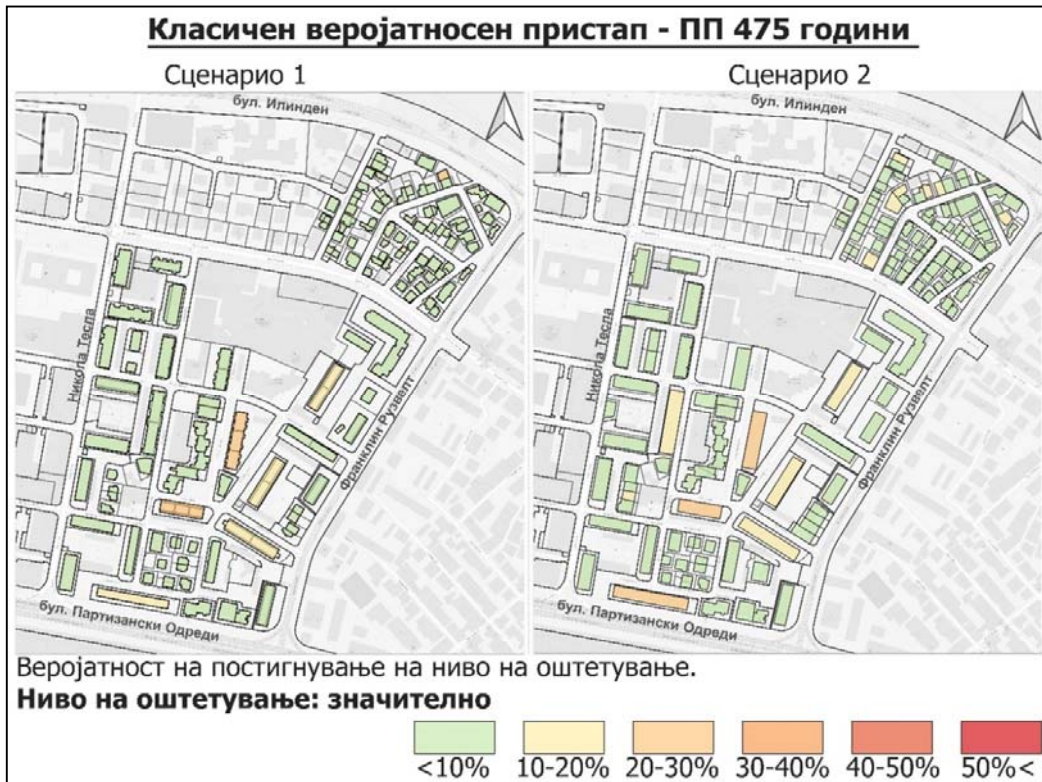 Класичен веројатносен пристап - ПП 475 години
Сценарио 1
Сценарио 2
бул. Илинден
Никола Тесла
Франклин Рузвелт
бул. Партизански Одреди
бул. Илинден
Никола Тесла
Франклин Рузвелт
бул. Партизански Одреди
Веројатност на постигнување на ниво на оштетување.
Ниво на оштетување: значително
<10% 10-20% 20-30% 30-40% 40-50% 50%<